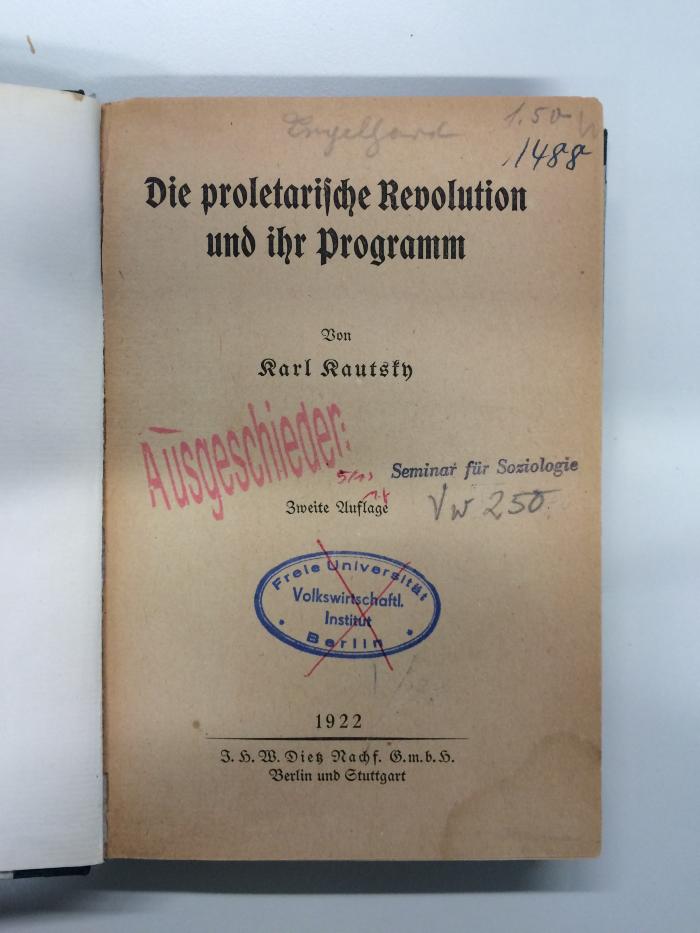 Engelhard
1.50
1488
Die proletarische Revolution
und ihr Programm
Von
Karl Kautsky
Ausgeschieden:
Seminar für Soziologie
Vw 250
Zweite Auflage
Freie Universität
Volkswirtschaftl.
Institut
Berlin
1922
J. H. W. Dietz Nachf. G.m.b.H.
Berlin und Stuttgart